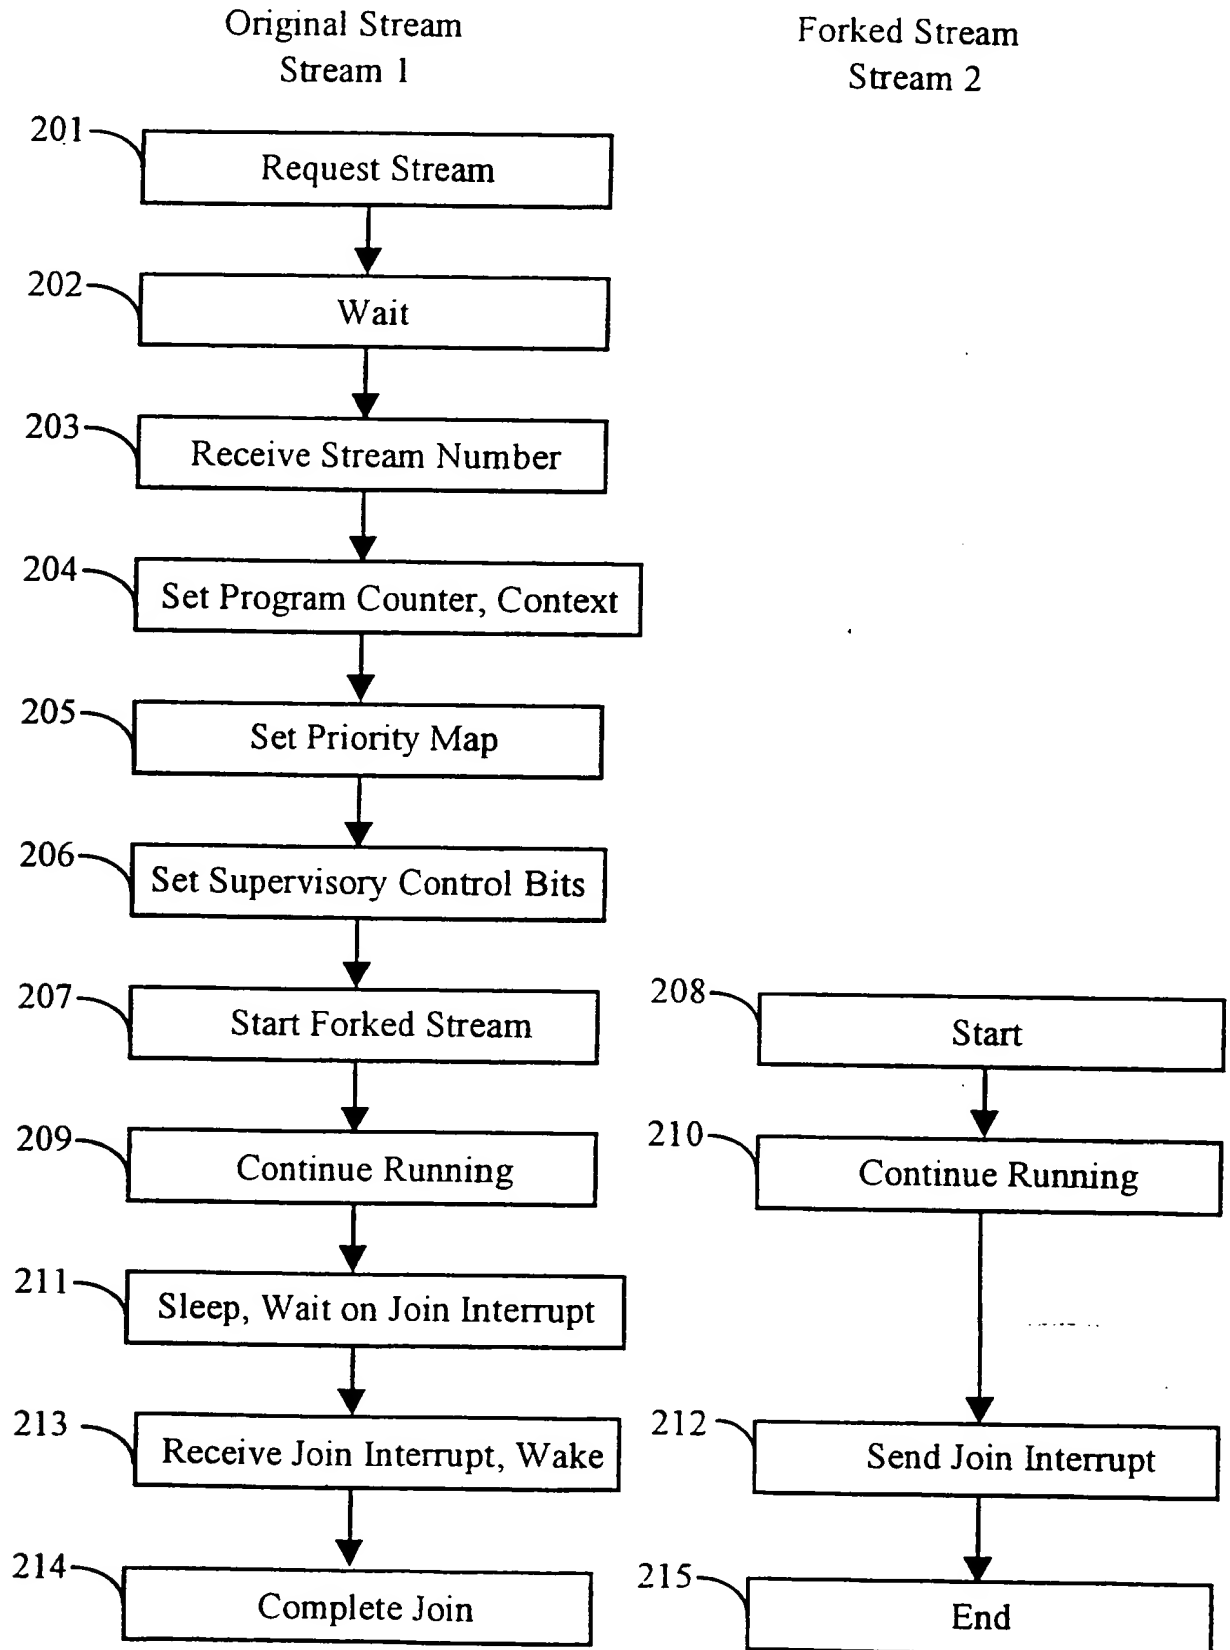 Original Stream
Stream 1
Forked Stream
Stream 2
201
Request Stream
202
Wait
203
Receive Stream Number
204
Set Program Counter, Context
205
Set Priority Map
206
Set Supervisory Control Bits
207
Start Forked Stream
208
Start
209
Continue Running
210
Continue Running
211
Sleep, Wait on Join Interrupt
213
Receive Join Interrupt, Wake
212
Send Join Interrupt
214
Complete Join
215
End